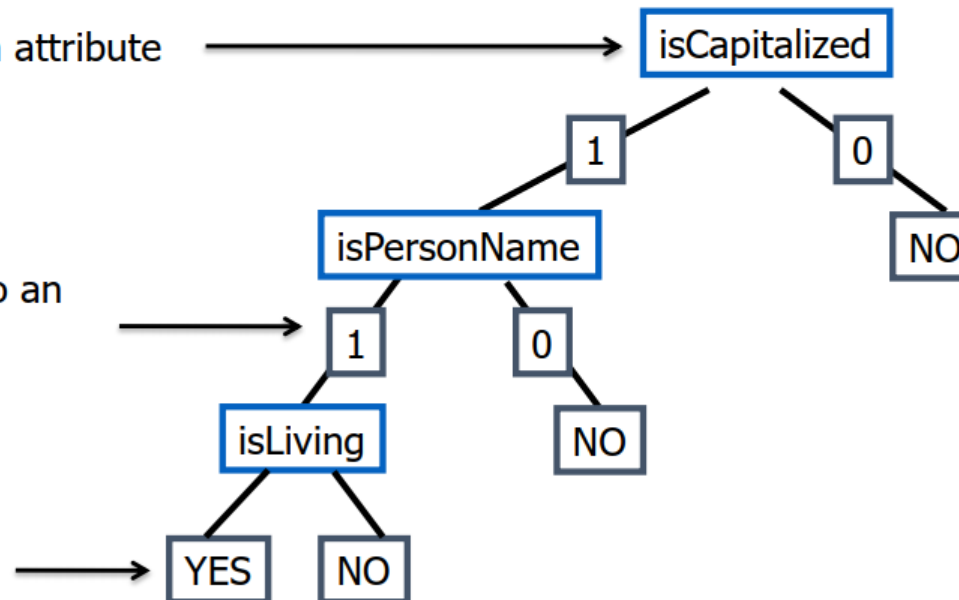 attribute
isCapitalized
1
0
isPersonName
NO
an
1
0
isLiving
NO
YES
NO